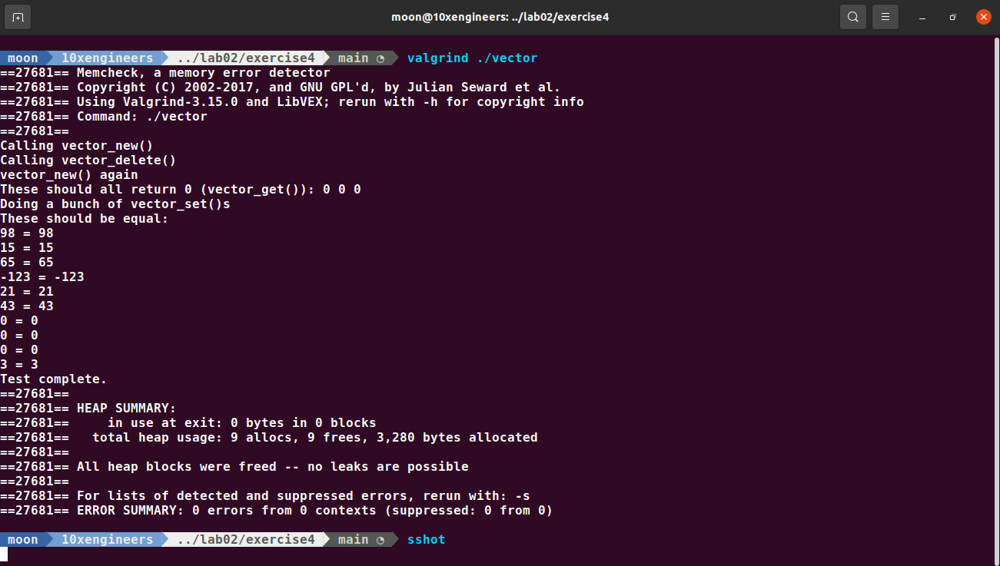 moon@10xengineers: ../lab02/exercise4
moon 10xengineers ../lab02/exercise4 main ◔ valgrind ./vector
==27681== Memcheck, a memory error detector
==27681== Copyright (C) 2002-2017, and GNU GPL'd, by Julian Seward et al.
==27681== Using Valgrind-3.15.0 and LibVEX; rerun with -h for copyright info
==27681== Command: ./vector
==27681==
Calling vector_new()
Calling vector_delete()
vector_new() again
These should all return 0 (vector_get()): 0 0 0
Doing a bunch of vector_set()s
These should be equal:
98 = 98
15 = 15
65 = 65
-123 = -123
21 = 21
43 = 43
0 = 0
0 = 0
0 = 0
3 = 3
Test complete.
==27681==
==27681== HEAP SUMMARY:
==27681==     in use at exit: 0 bytes in 0 blocks
==27681==   total heap usage: 9 allocs, 9 frees, 3,280 bytes allocated
==27681==
==27681== All heap blocks were freed -- no leaks are possible
==27681==
==27681== For lists of detected and suppressed errors, rerun with: -s
==27681== ERROR SUMMARY: 0 errors from 0 contexts (suppressed: 0 from 0)
moon 10xengineers ../lab02/exercise4 main ◔ sshot